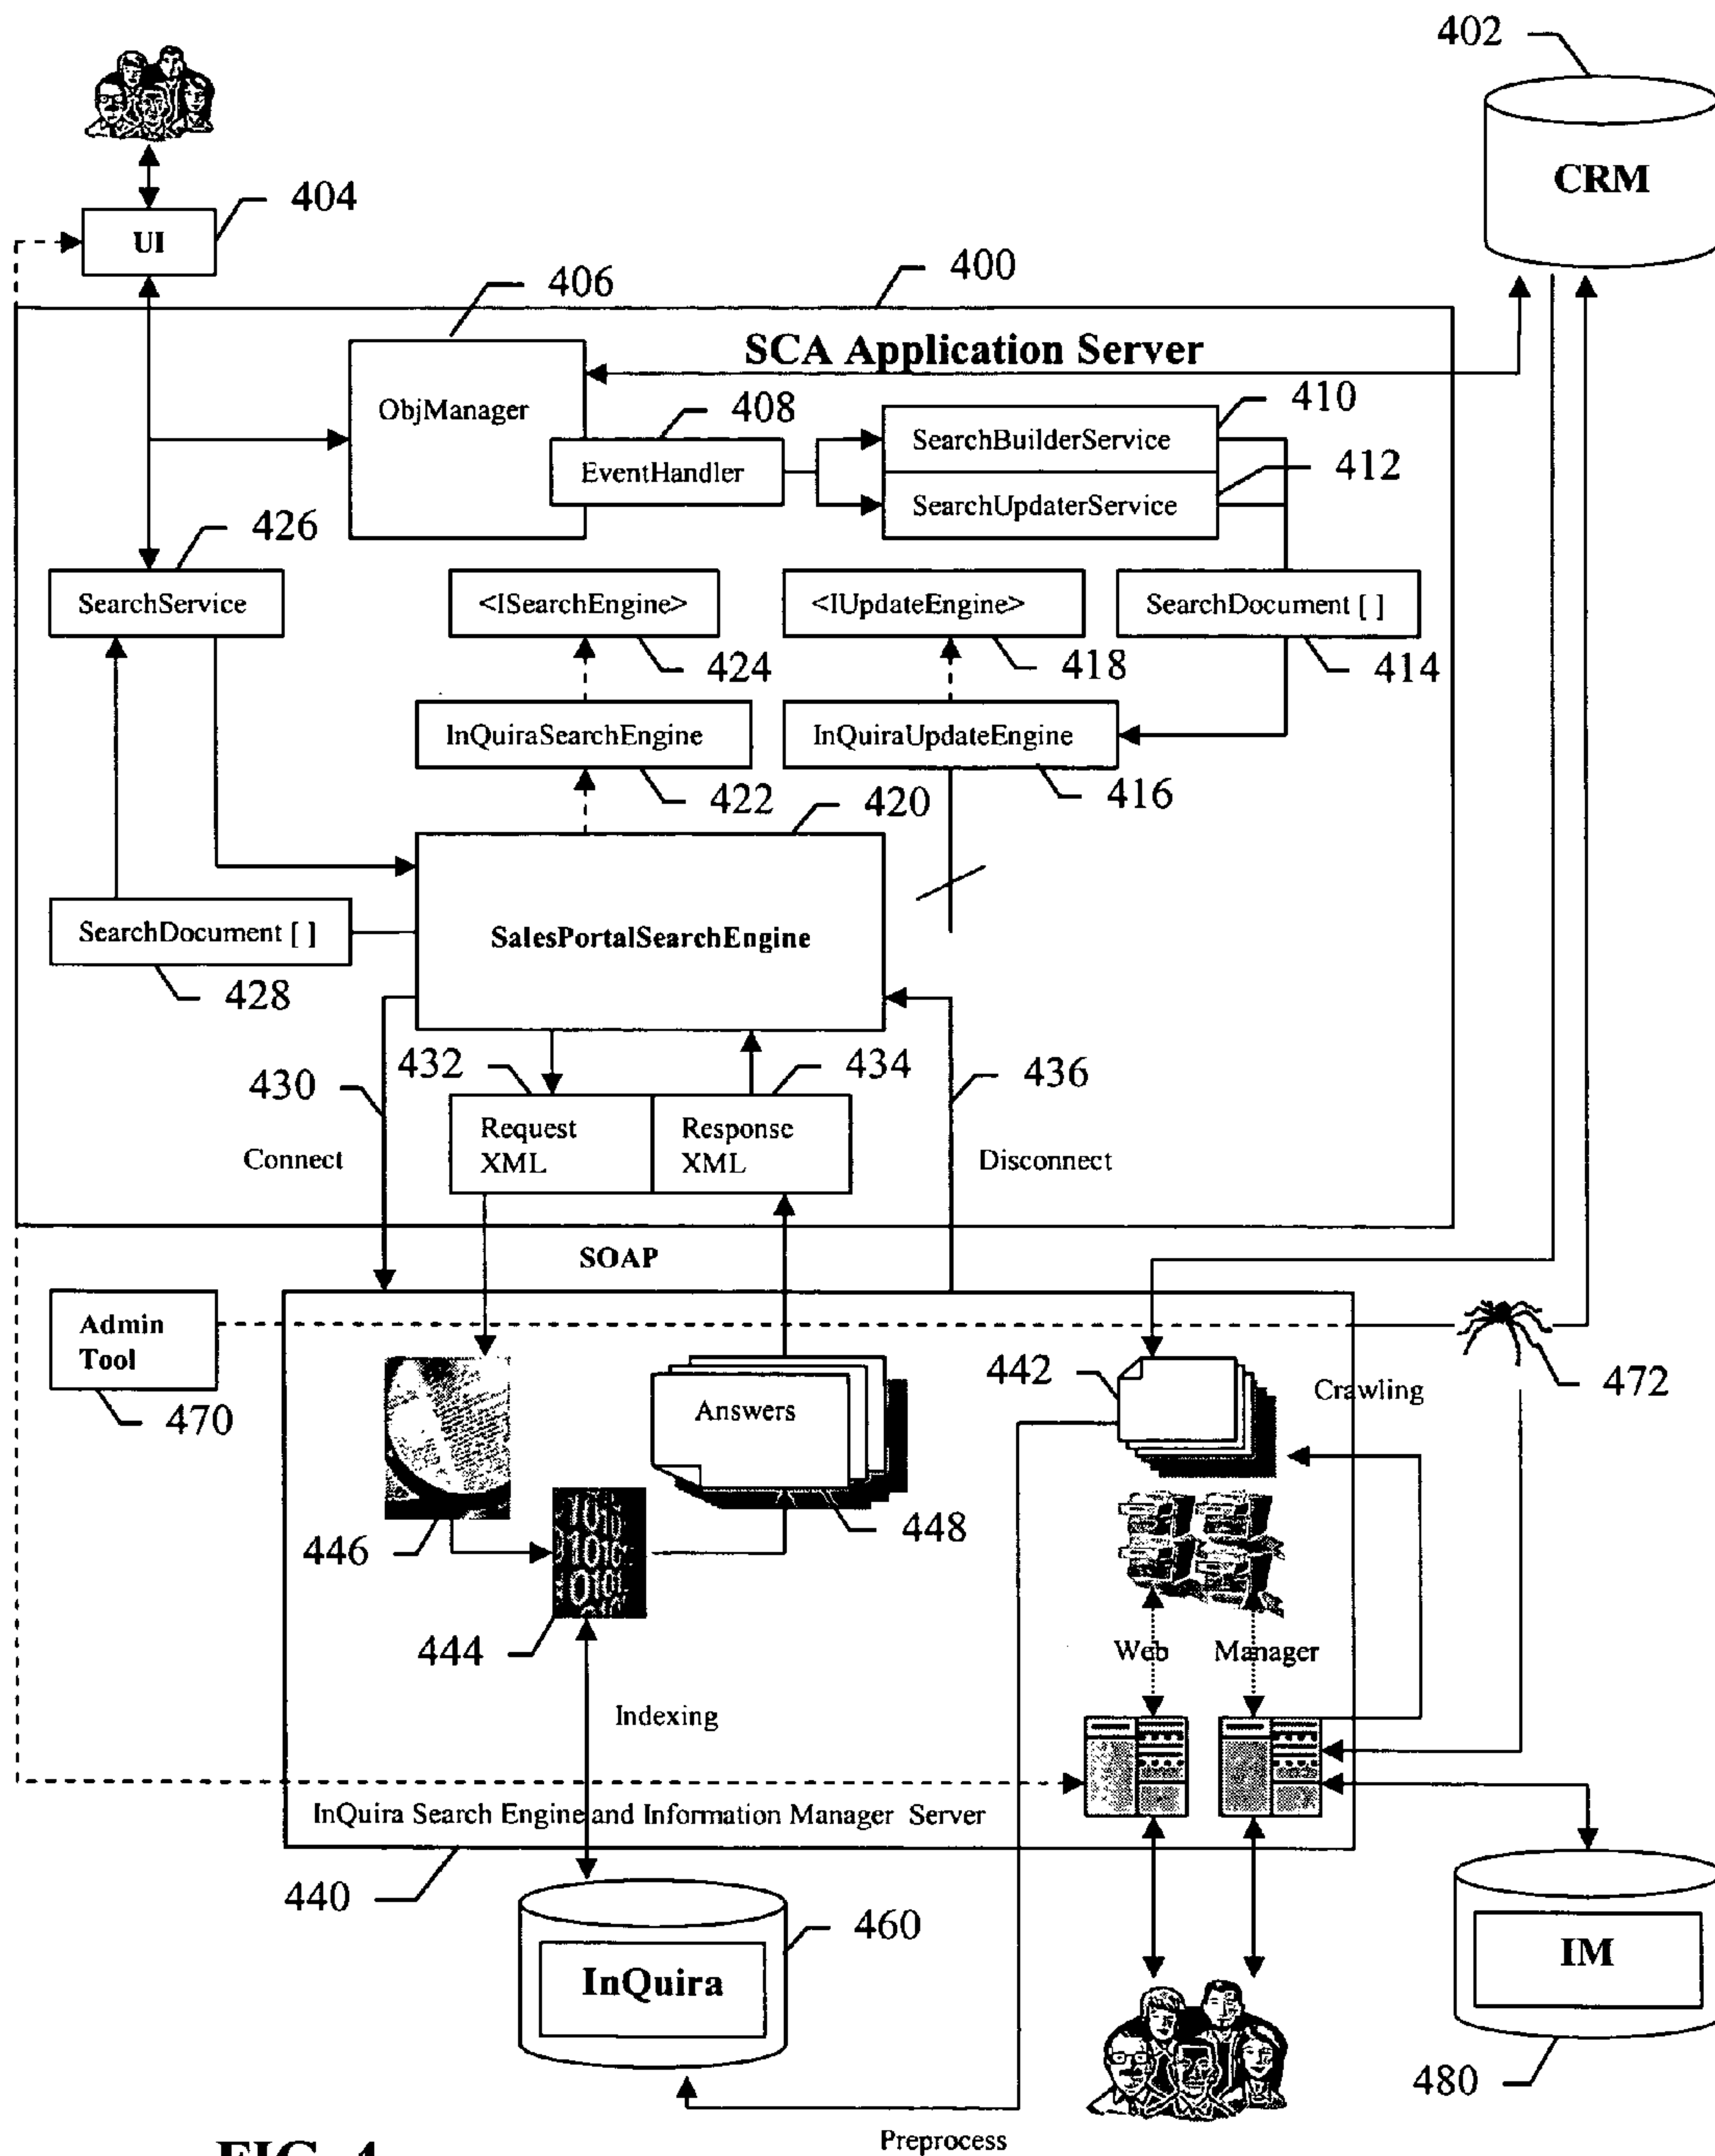 402
CRM
404
UI
400
406
SCA Application Server
ObjManager
408
410
EventHandler
SearchBuilderService
412
SearchUpdaterService
426
SearchService
<ISearchEngine>
<IUpdateEngine>
SearchDocument [ ]
424
418
414
InQuiraSearchEngine
InQuiraUpdateEngine
422
420
416
SearchDocument [ ]
SalesPortalSearchEngine
428
432
434
430
436
Request
XML
Response
XML
Connect
Disconnect
SOAP
Admin
Tool
470
442
Crawling
472
Answers
446
448
444
Web
Manager
Indexing
InQuira Search Engine and Information Manager Server
440
460
InQuira
IM
480
Preprocess
FIG. 4